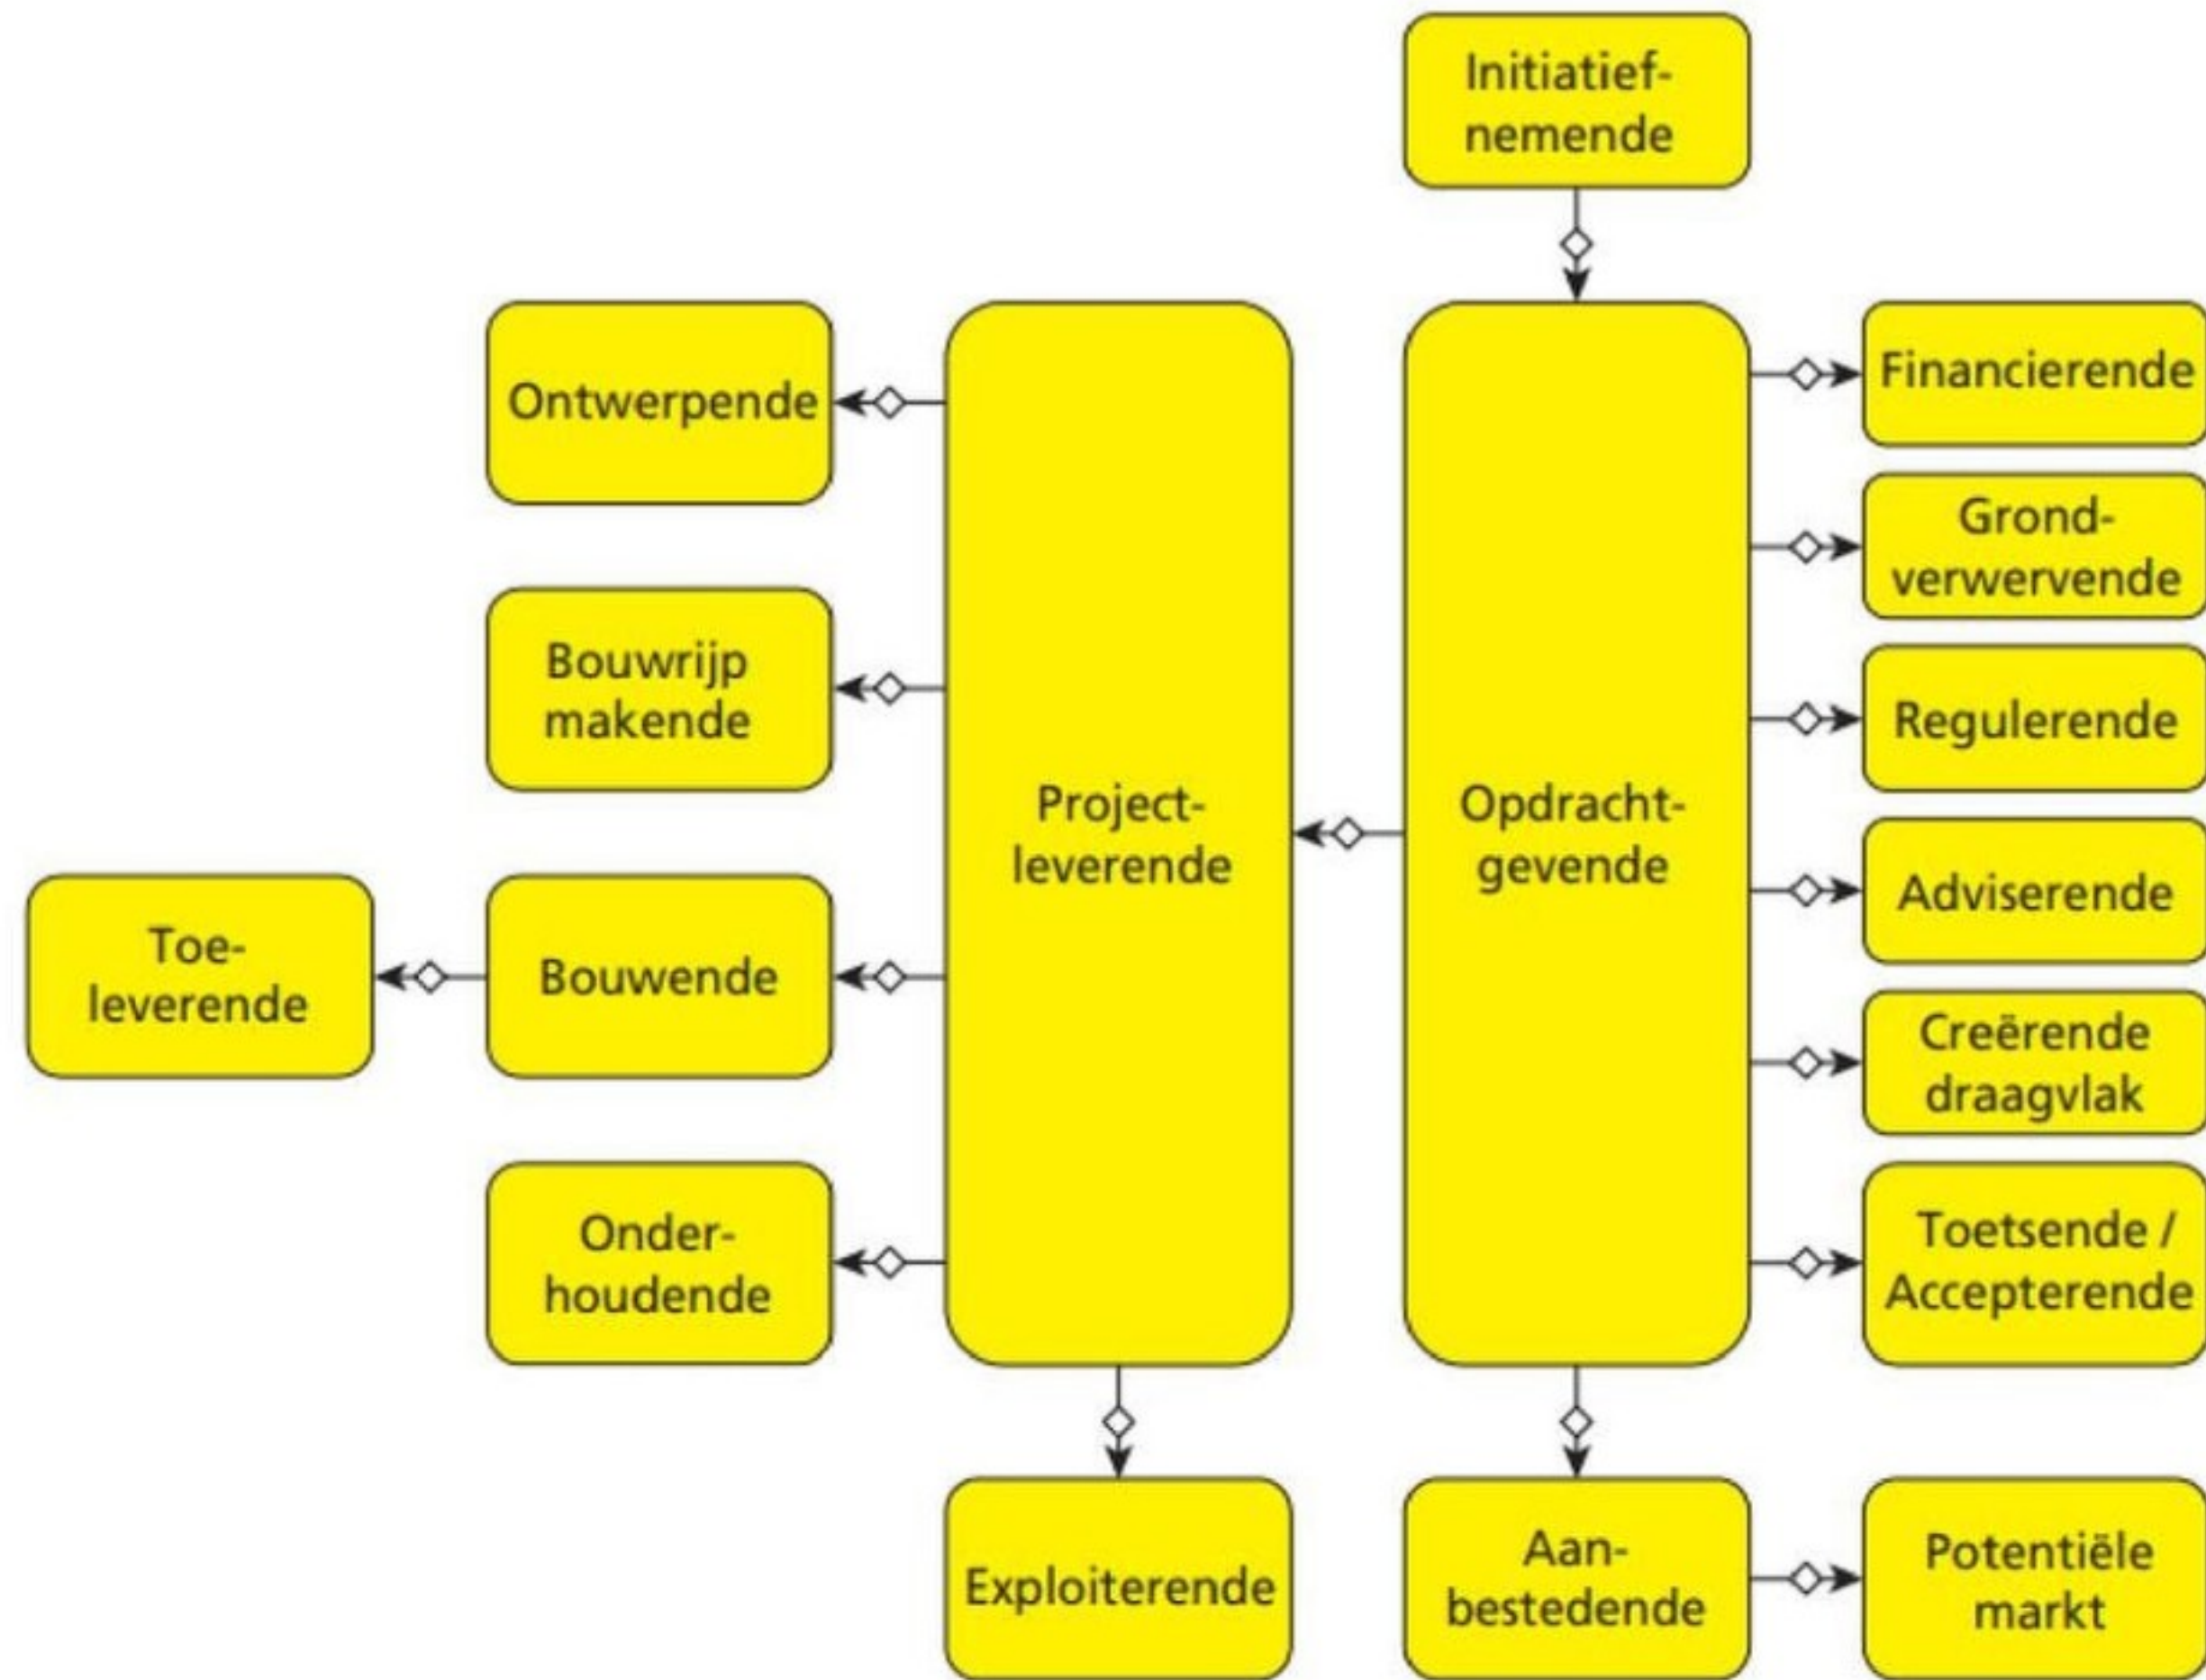 Initiatief-
nemende
Ontwerpende
Bouwrijp
makende
Toe-
leverende
Bouwende
Onder-
houdende
Project-
leverende
Opdracht-
gevende
Financierende
Grond-
verwervende
Regulerende
Adviserende
Creërende
draagvlak
Toetsende /
Accepterende
Exploiterende
Aan-
bestedende
Potentiële
markt